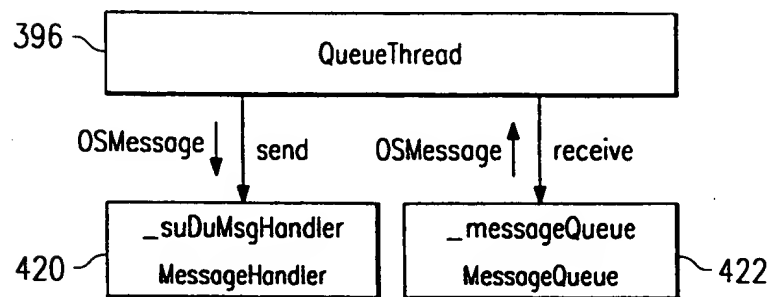 396
QueueThread
OSMessage send OSMessage receive
_suDuMsgHandler _messageQueue
420 MessageHandler MessageQueue 422